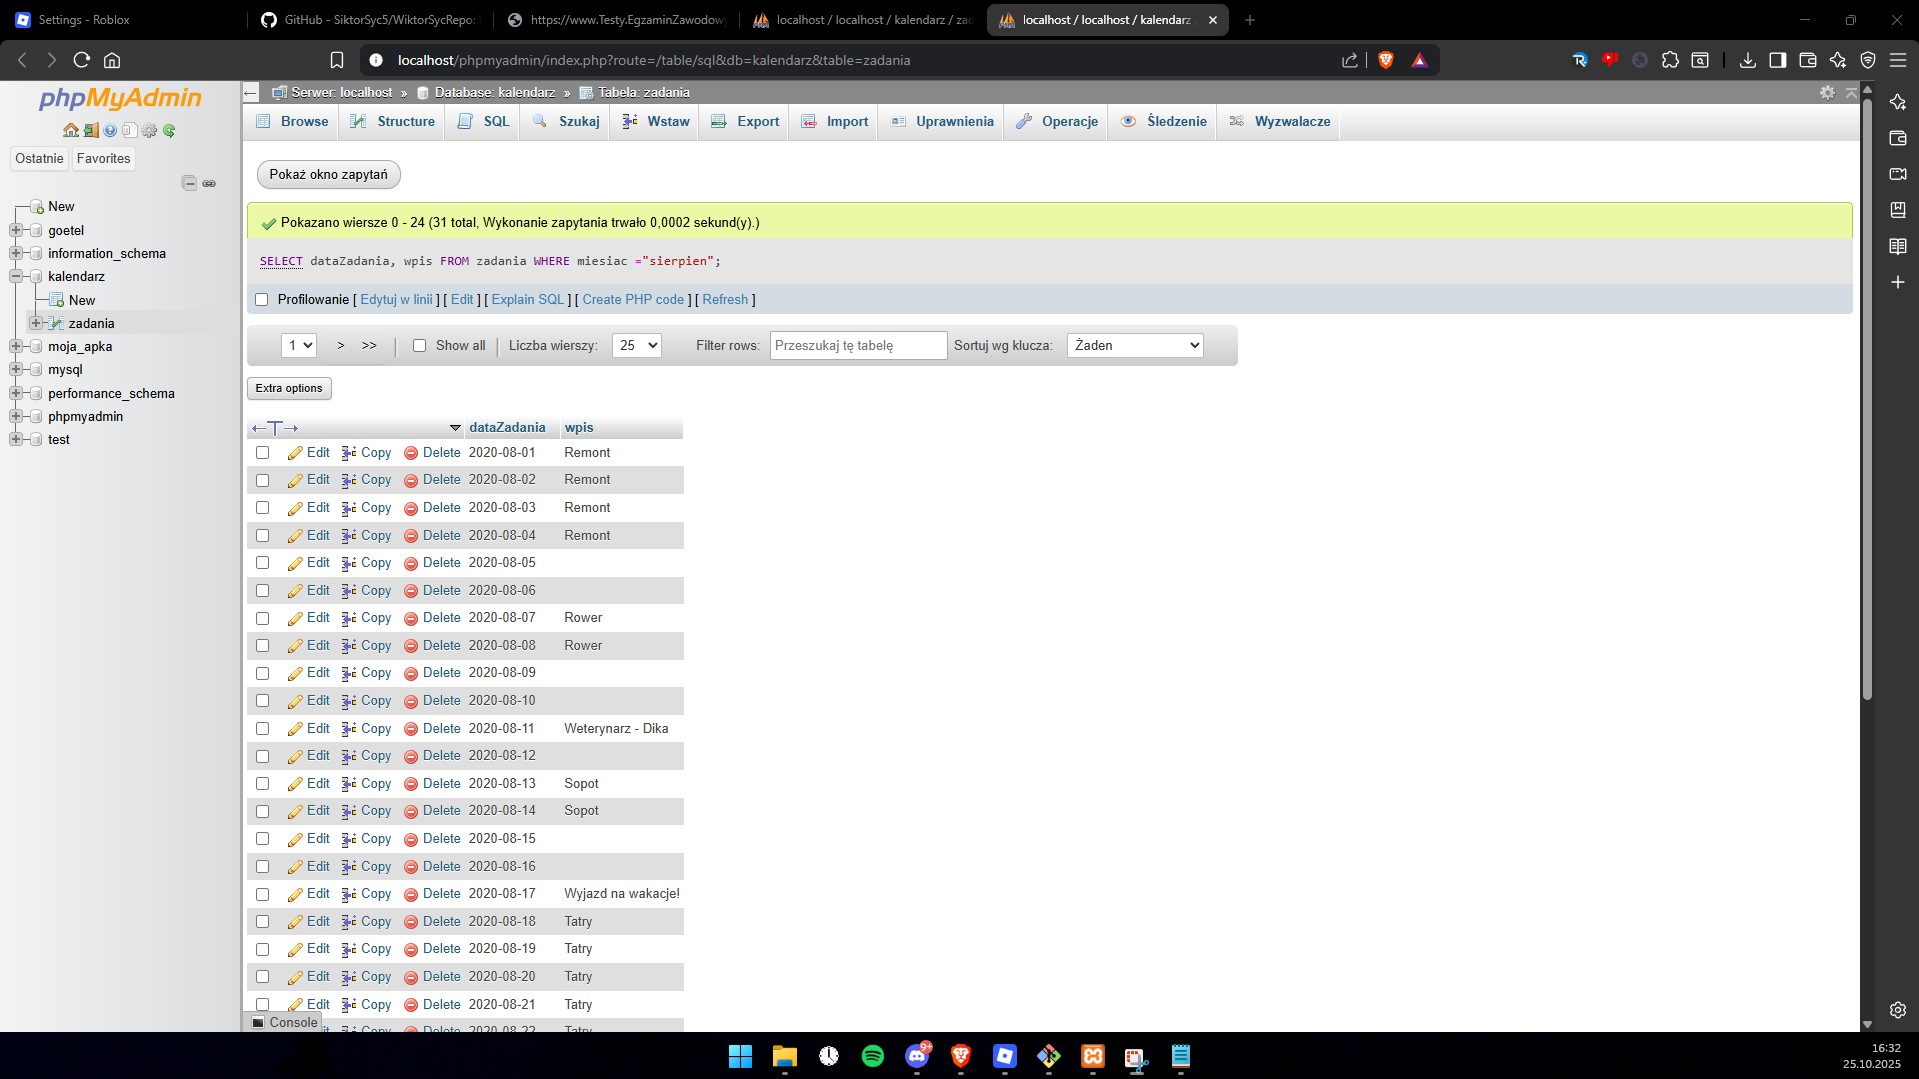 Settings - Roblox
GitHub - SiktorSyc5/WiktorSycRepo:
https://www.Testy.EgzaminZawodow
localhost / localhost / kalendarz / zad
localhost / localhost / kalendarz
localhost/phpmyadmin/index.php?route=/table/sql&db=kalendarz&table=zadania
phpMyAdmin
Ostatnie
Favorites
New
goetel
information_schema
kalendarz
New
zadania
moja_apka
mysql
performance_schema
phpmyadmin
test
Serwer: localhost » Database: kalendarz » Tabela: zadania
Browse Structure SQL Szukaj Wstaw Export Import Uprawnienia Operacje Śledzenie Wyzwalacze
Pokaż okno zapytań
Pokazano wiersze 0 - 24 (31 total, Wykonanie zapytania trwało 0,0002 sekund(y).)
SELECT dataZadania, wpis FROM zadania WHERE miesiac ="sierpien";
Profilowanie [ Edytuj w linii ] [ Edit ] [ Explain SQL ] [ Create PHP code ] [ Refresh ]
1 > >> | Show all | Liczba wierszy: 25 Filter rows: Przeszukaj tę tabelę Sortuj wg klucza: Żaden
Extra options
←T→ dataZadania wpis
Edit Copy Delete 2020-08-01 Remont
Edit Copy Delete 2020-08-02 Remont
Edit Copy Delete 2020-08-03 Remont
Edit Copy Delete 2020-08-04 Remont
Edit Copy Delete 2020-08-05
Edit Copy Delete 2020-08-06
Edit Copy Delete 2020-08-07 Rower
Edit Copy Delete 2020-08-08 Rower
Edit Copy Delete 2020-08-09
Edit Copy Delete 2020-08-10
Edit Copy Delete 2020-08-11 Weterynarz - Dika
Edit Copy Delete 2020-08-12
Edit Copy Delete 2020-08-13 Sopot
Edit Copy Delete 2020-08-14 Sopot
Edit Copy Delete 2020-08-15
Edit Copy Delete 2020-08-16
Edit Copy Delete 2020-08-17 Wyjazd na wakacje!
Edit Copy Delete 2020-08-18 Tatry
Edit Copy Delete 2020-08-19 Tatry
Edit Copy Delete 2020-08-20 Tatry
Edit Copy Delete 2020-08-21 Tatry
Copy Delete 2020-08-22 Tatry
Console
9+
16:32
25.10.2025